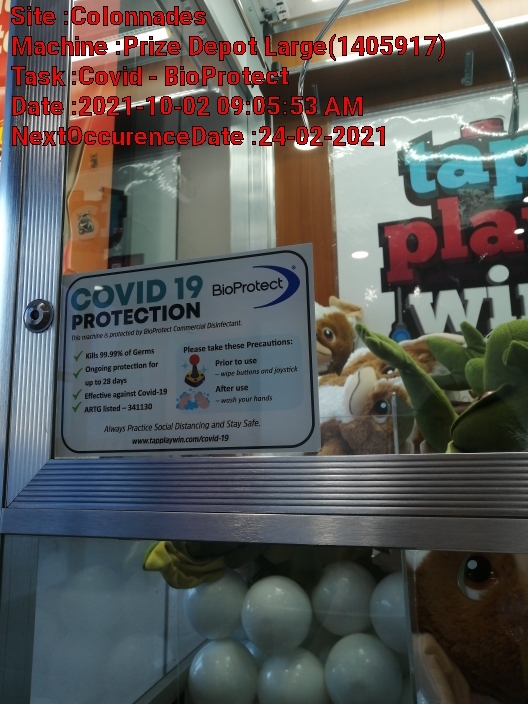 Site :Colonnades
Machine :Prize Depot Large(1405917)
Task :Covid - BioProtect
Date :2021-10-02 09:05:53 AM
NextOccurenceDate :24-02-2021
tap
play
win
COVID 19
PROTECTION
BioProtect®
This machine is protected by BioProtect Commercial Disinfectant.
Kills 99.99% of Germs
Ongoing protection for
up to 28 days
Effective against Covid-19
ARTG listed – 341130
Please take these Precautions:
Prior to use
– wipe buttons and joystick
After use
– wash your hands
Always Practice Social Distancing and Stay Safe.
www.tapplaywin.com/covid-19